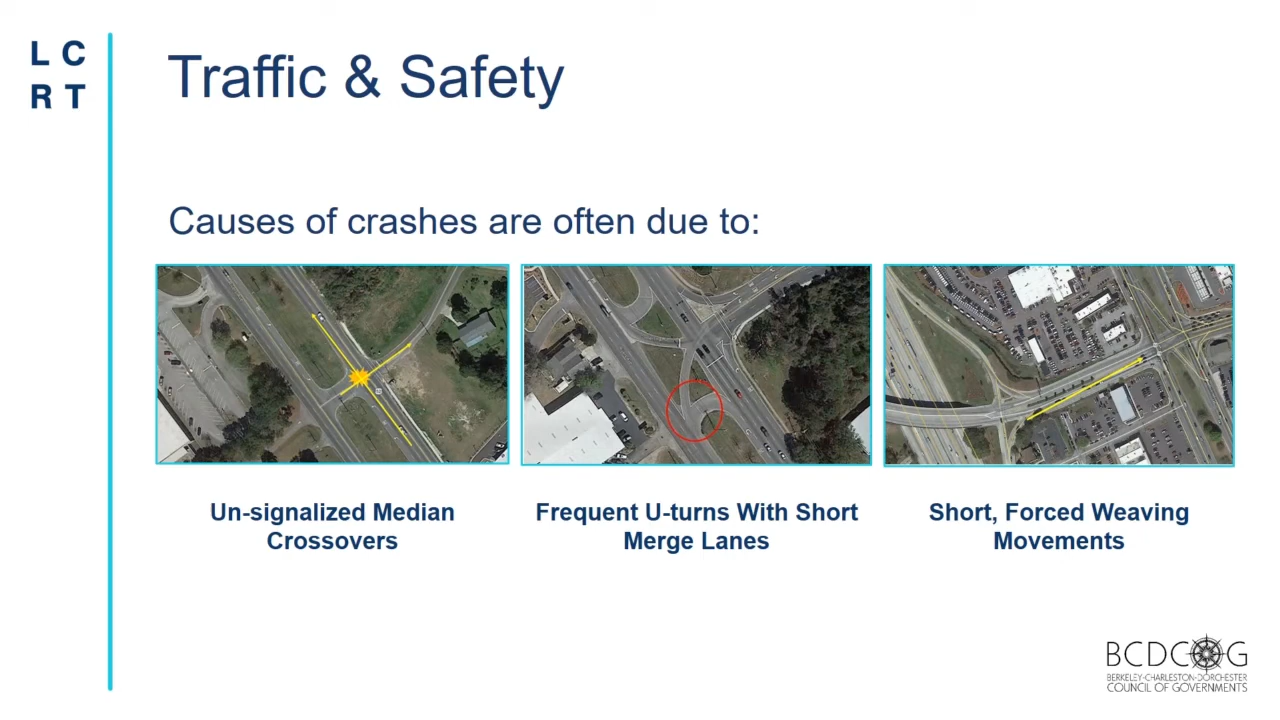 L C
R T
Traffic & Safety
Causes of crashes are often due to:
Un-signalized Median
Crossovers
Frequent U-turns With Short
Merge Lanes
Short, Forced Weaving
Movements
BCDCOG
BERKELEY-CHARLESTON-DORCHESTER
COUNCIL OF GOVERNMENTS